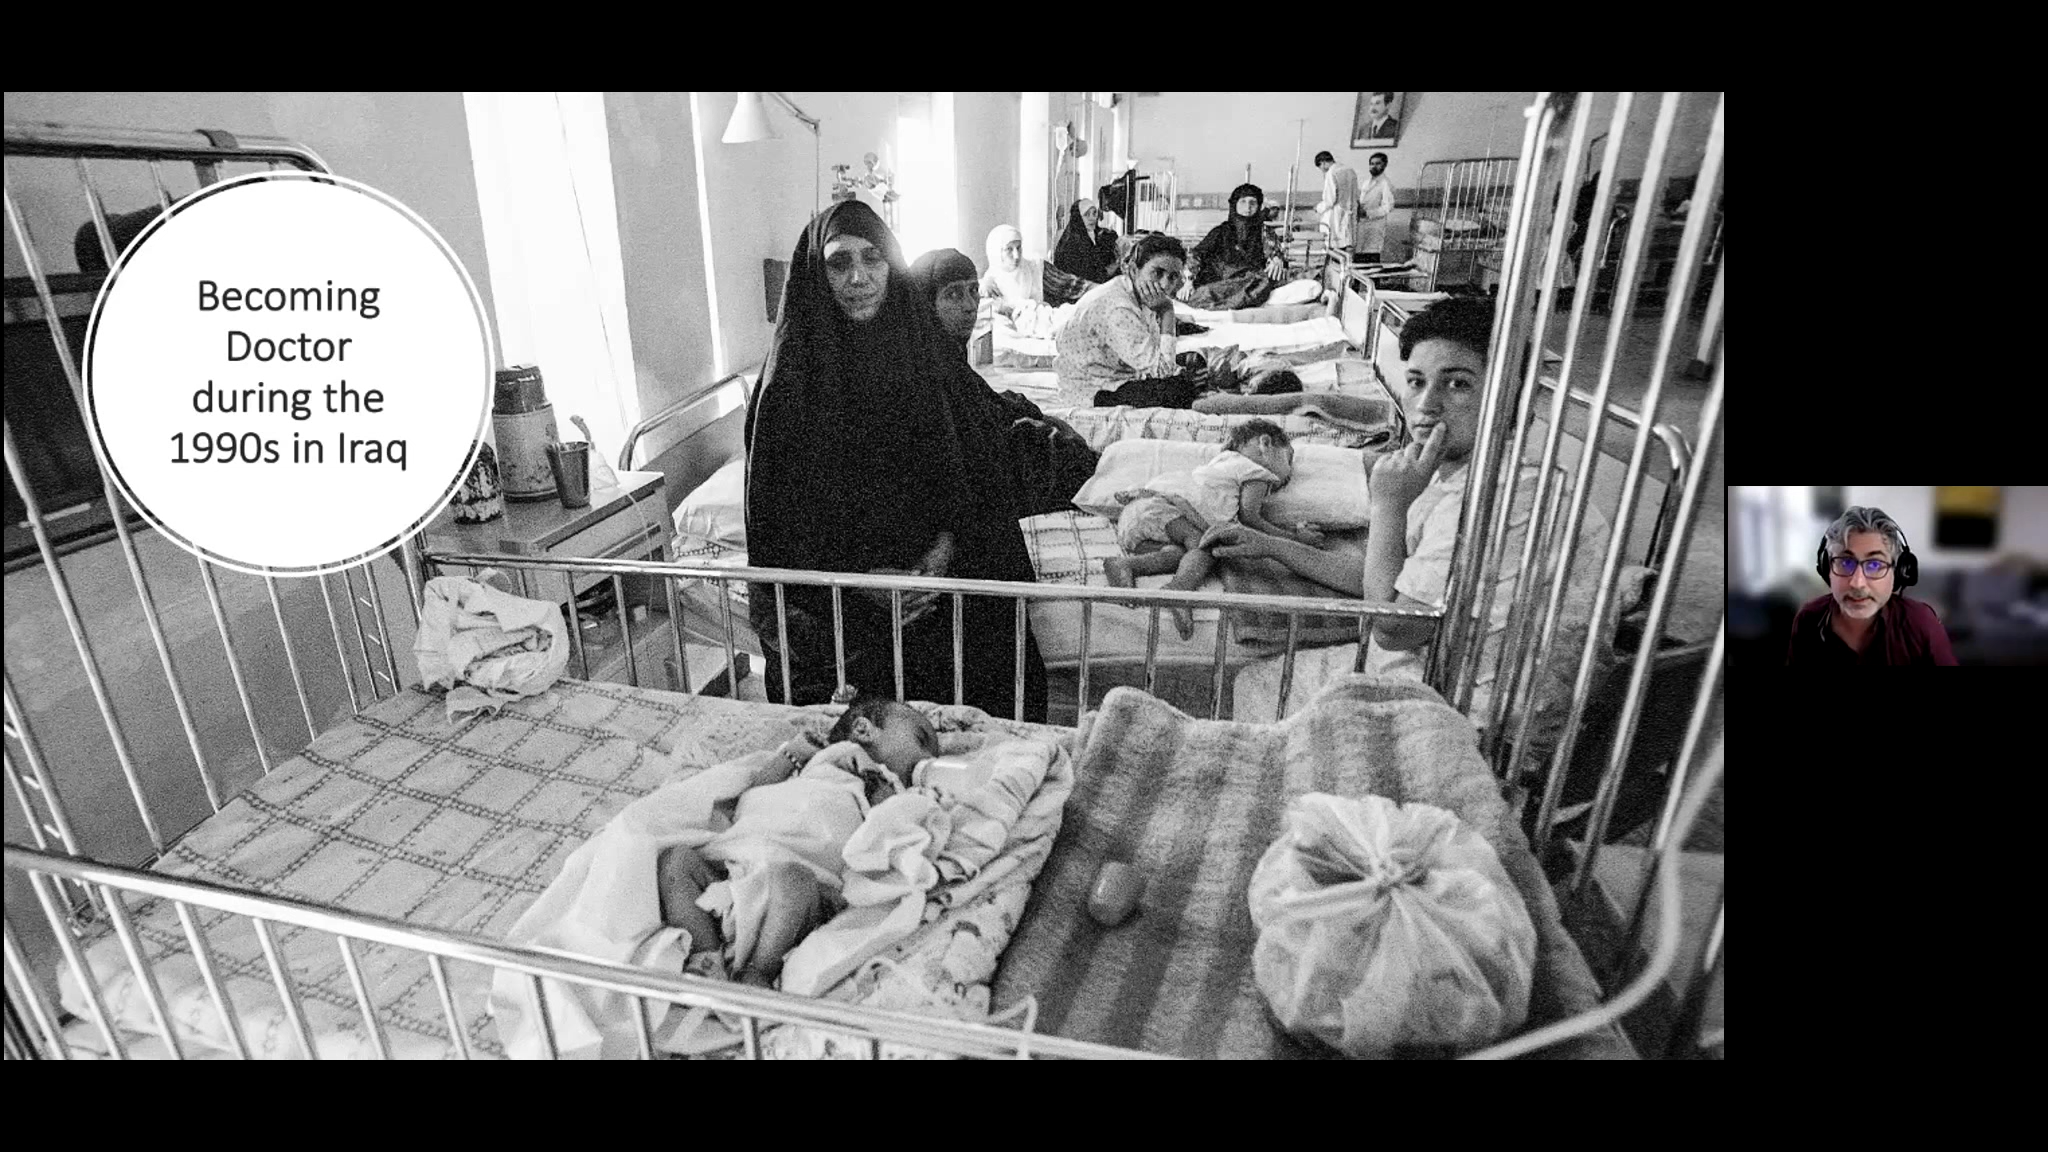 Becoming
Doctor
during the
1990s in Iraq